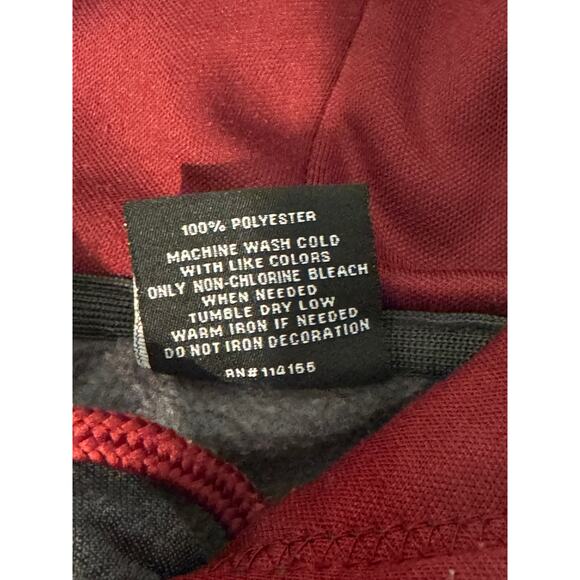 100% POLYESTER
MACHINE WASH COLD
WITH LIKE COLORS
ONLY NON-CHLORINE BLEACH
WHEN NEEDED
TUMBLE DRY LOW
WARM IRON IF NEEDED
DO NOT IRON DECORATION
RN# 114155